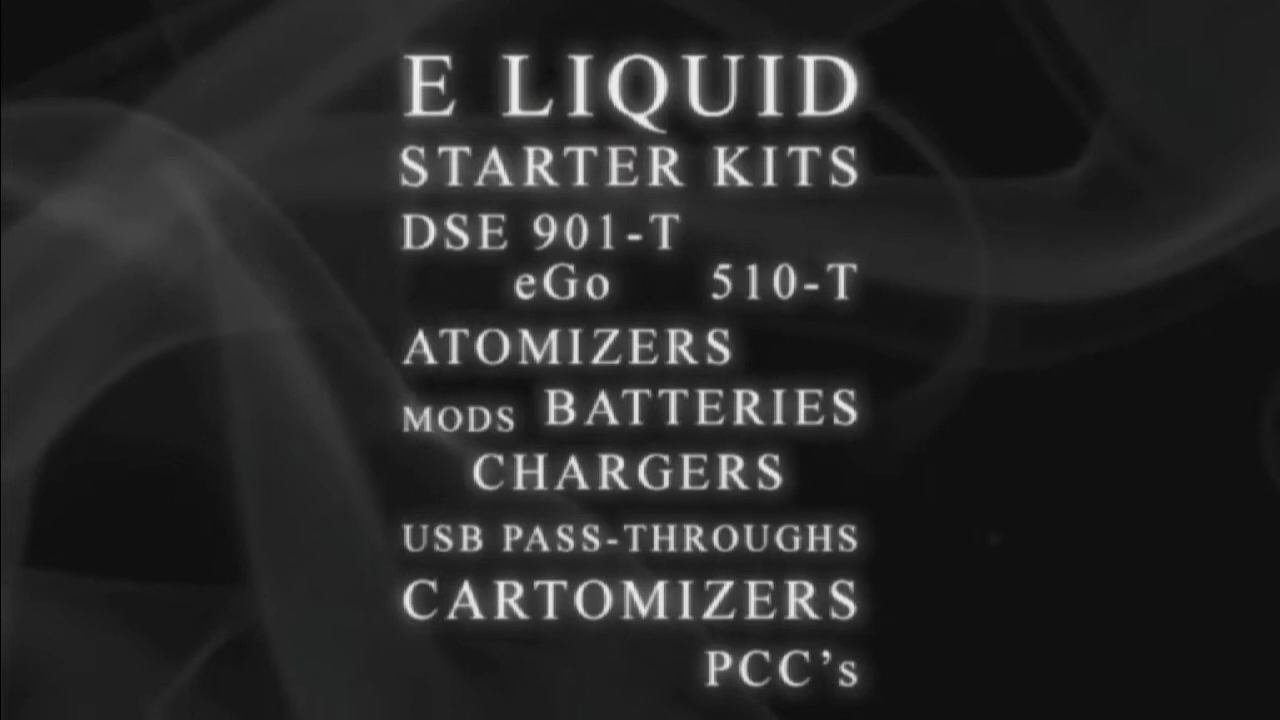 E LIQUID
STARTER KITS
DSE 901-T
eGo 510-T
ATOMIZERS
MODS BATTERIES
CHARGERS
USB PASS-THROUGHS
CARTOMIZERS
PCC’s